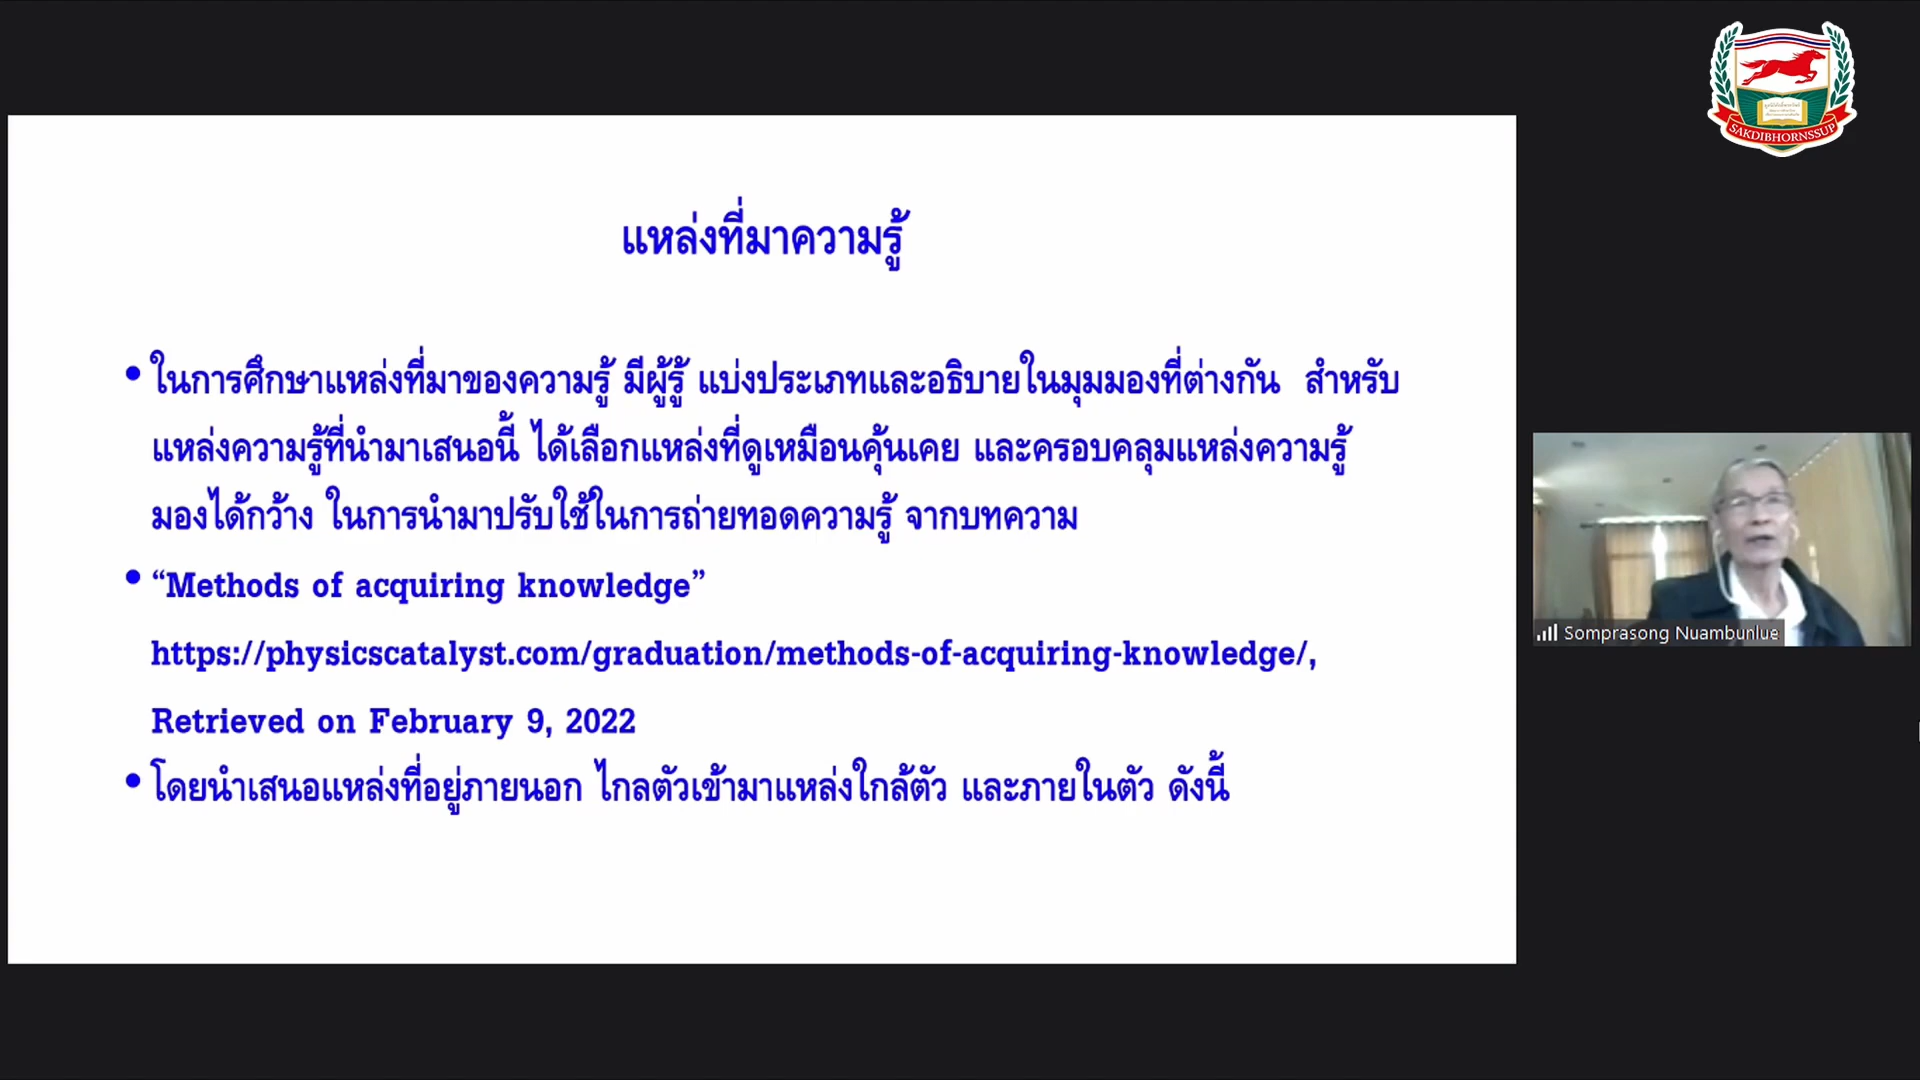 SAKDIBHORNSSUP
แหล่งที่มาความรู้
• ในการศึกษาแหล่งที่มาของความรู้ มีผู้รู้ แบ่งประเภทและอธิบายในมุมมองที่ต่างกัน สำหรับ
แหล่งความรู้ที่นำมาเสนอนี้ ได้เลือกแหล่งที่ดูเหมือนคุ้นเคย และครอบคลุมแหล่งความรู้
มองได้กว้าง ในการนำมาปรับใช้ในการถ่ายทอดความรู้ จากบทความ
• “Methods of acquiring knowledge”
https://physicscatalyst.com/graduation/methods-of-acquiring-knowledge/,
Retrieved on February 9, 2022
• โดยนำเสนอแหล่งที่อยู่ภายนอก ไกลตัวเข้ามาแหล่งใกล้ตัว และภายในตัว ดังนี้
Somprasong Nuambunlue